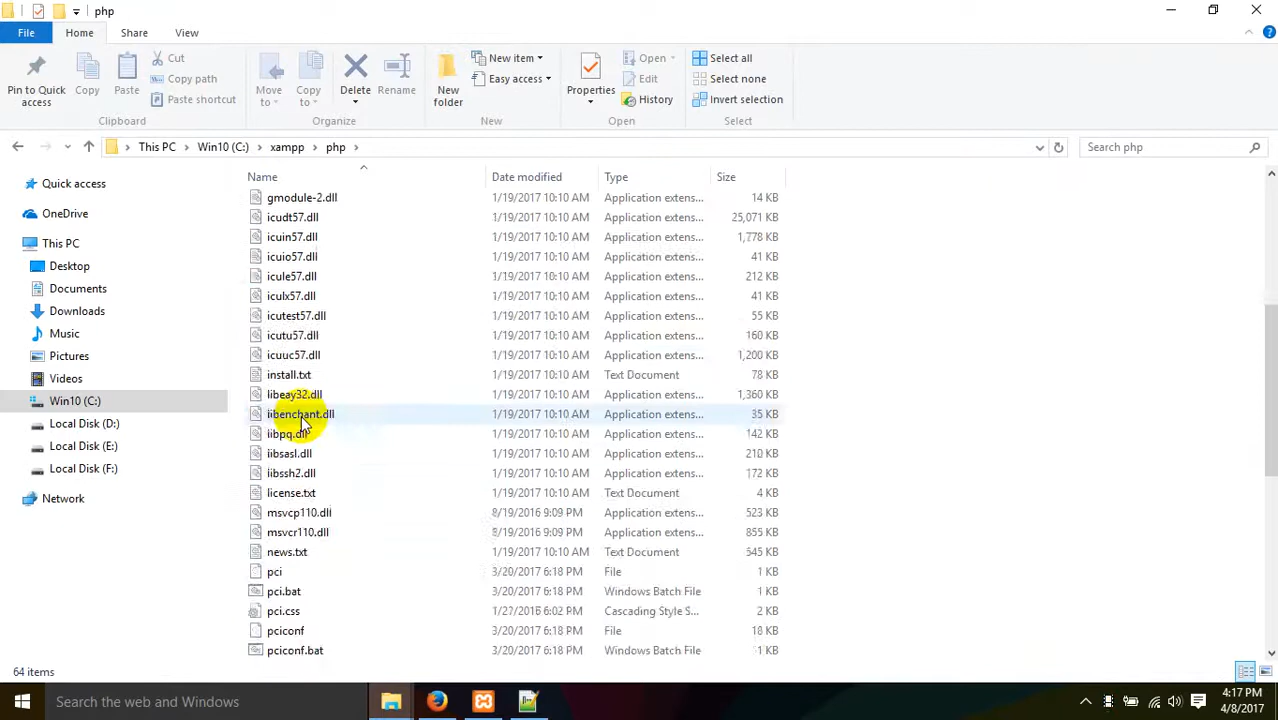 php
File Home Share View
Pin to Quick access
Copy
Paste
Cut
Copy path
Paste shortcut
Clipboard
Move to
Copy to
Delete
Rename
Organize
New folder
New item
Easy access
New
Properties
Open
Edit
History
Open
Select all
Select none
Invert selection
Select
This PC Win10 (C:) xampp php
Search php
Quick access
OneDrive
This PC
Desktop
Documents
Downloads
Music
Pictures
Videos
Win10 (C:)
Local Disk (D:)
Local Disk (E:)
Local Disk (F:)
Network
Name Date modified Type Size
gmodule-2.dll 1/19/2017 10:10 AM Application extens... 14 KB
icudt57.dll 1/19/2017 10:10 AM Application extens... 25,071 KB
icuin57.dll 1/19/2017 10:10 AM Application extens... 1,778 KB
icuio57.dll 1/19/2017 10:10 AM Application extens... 41 KB
icule57.dll 1/19/2017 10:10 AM Application extens... 212 KB
iculx57.dll 1/19/2017 10:10 AM Application extens... 41 KB
icutest57.dll 1/19/2017 10:10 AM Application extens... 55 KB
icutu57.dll 1/19/2017 10:10 AM Application extens... 160 KB
icuuc57.dll 1/19/2017 10:10 AM Application extens... 1,200 KB
install.txt 1/19/2017 10:10 AM Text Document 78 KB
libeay32.dll 1/19/2017 10:10 AM Application extens... 1,360 KB
libenchant.dll 1/19/2017 10:10 AM Application extens... 35 KB
libpq.dll 1/19/2017 10:10 AM Application extens... 142 KB
libsasl.dll 1/19/2017 10:10 AM Application extens... 210 KB
libssh2.dll 1/19/2017 10:10 AM Application extens... 172 KB
license.txt 1/19/2017 10:10 AM Text Document 4 KB
msvcp110.dll 8/19/2016 9:09 PM Application extens... 523 KB
msvcr110.dll 8/19/2016 9:09 PM Application extens... 855 KB
news.txt 1/19/2017 10:10 AM Text Document 545 KB
pci 3/20/2017 6:18 PM File 1 KB
pci.bat 3/20/2017 6:18 PM Windows Batch File 1 KB
pci.css 1/27/2016 6:02 PM Cascading Style S... 2 KB
pciconf 3/20/2017 6:18 PM File 18 KB
pciconf.bat 3/20/2017 6:18 PM Windows Batch File 1 KB
64 items
Search the web and Windows
4:17 PM
4/8/2017